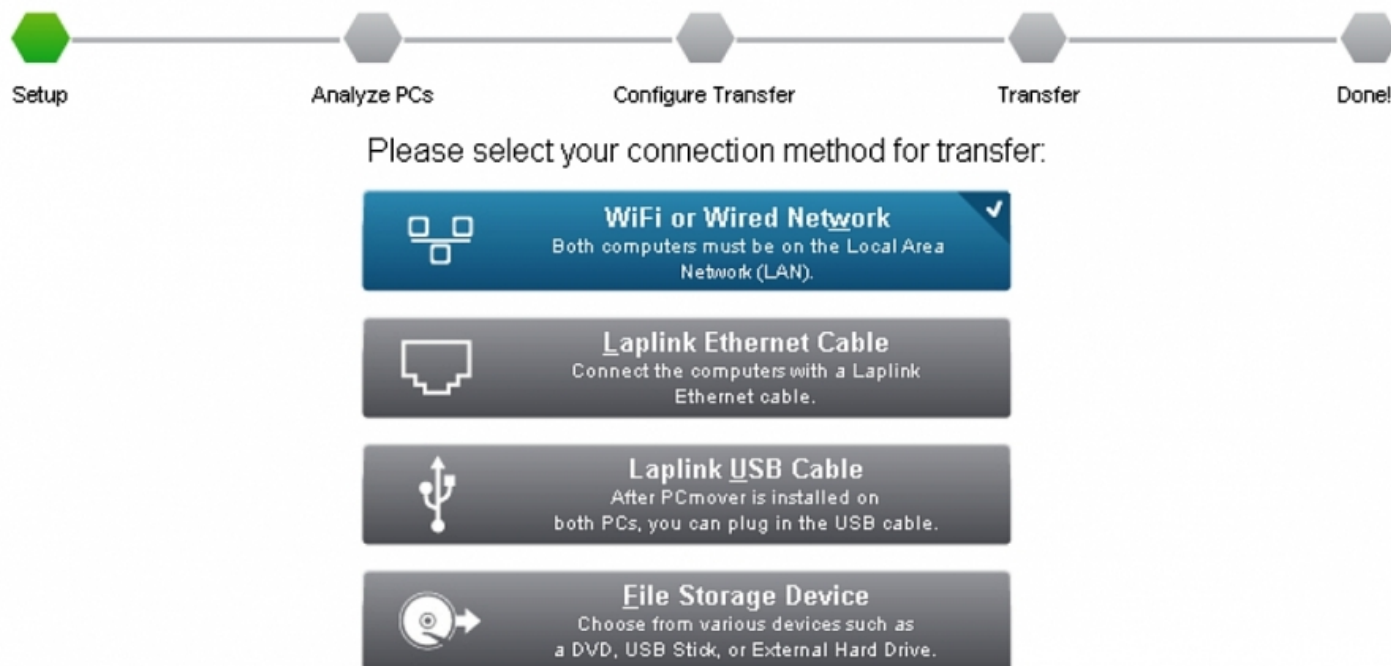 Setup
Analyze PCs
Configure Transfer
Transfer
Done!
Please select your connection method for transfer:
WiFi or Wired Network
Both computers must be on the Local Area
Network (LAN).
Laplink Ethernet Cable
Connect the computers with a Laplink
Ethernet cable.
Laplink USB Cable
After PCmover is installed on
both PCs, you can plug in the USB cable.
File Storage Device
Choose from various devices such as
a DVD, USB Stick, or External Hard Drive.